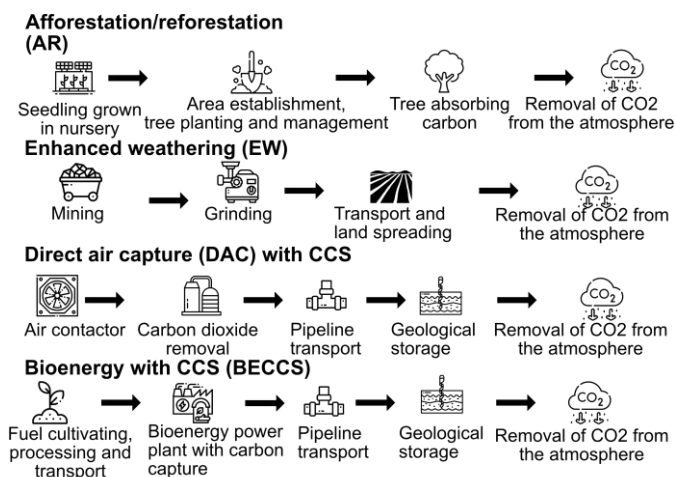 Afforestation/reforestation
(AR)
CO2
Seedling grown
in nursery
Area establishment,
tree planting and management
Tree absorbing
carbon
Removal of CO2
from the atmosphere
Enhanced weathering (EW)
CO2
Mining
Grinding
Transport and
land spreading
Removal of CO2 from
the atmosphere
Direct air capture (DAC) with CCS
CO2
Air contactor
Carbon dioxide
removal
Pipeline
transport
Geological
storage
Removal of CO2 from
the atmosphere
Bioenergy with CCS (BECCS)
CO2
Fuel cultivating,
processing and
transport
Bioenergy power
plant with carbon
capture
Pipeline
transport
Geological
storage
Removal of CO2 from
the atmosphere